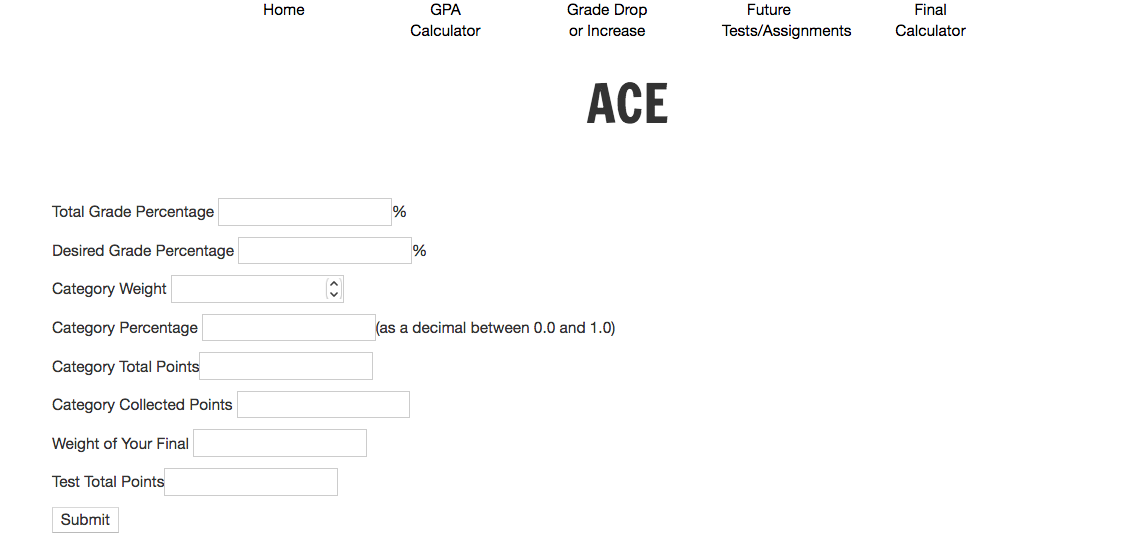 Home GPA Grade Drop Future Final
Calculator or Increase Tests/Assignments Calculator
ACE
Total Grade Percentage %
Desired Grade Percentage %
Category Weight
Category Percentage (as a decimal between 0.0 and 1.0)
Category Total Points
Category Collected Points
Weight of Your Final
Test Total Points
Submit